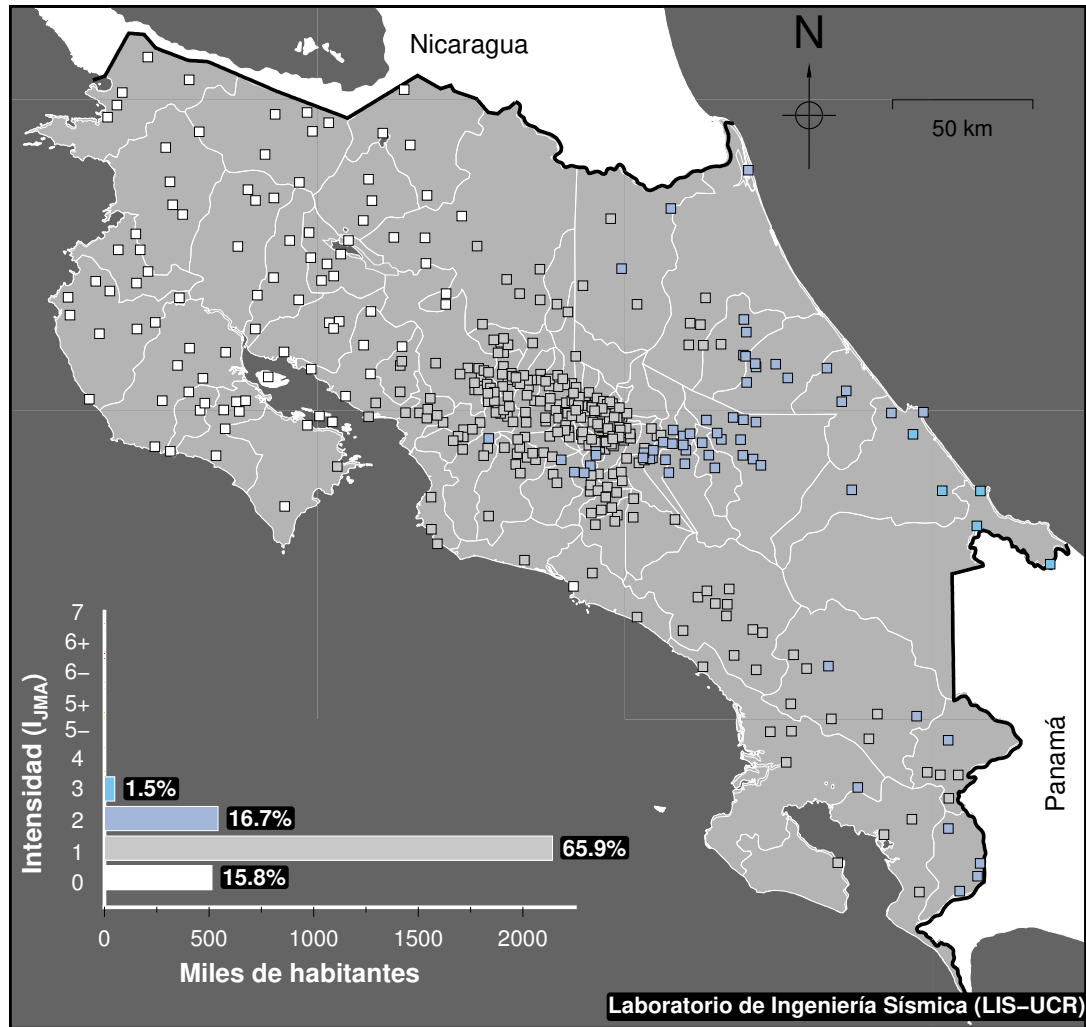 Nicaragua
N
50 km
Panamá
Intensidad (I_JMA)
7
6+
6−
5+
5−
4
3
2
1
0
1.5%
16.7%
65.9%
15.8%
0
500
1000
1500
2000
Miles de habitantes
Laboratorio de Ingeniería Sísmica (LIS−UCR)